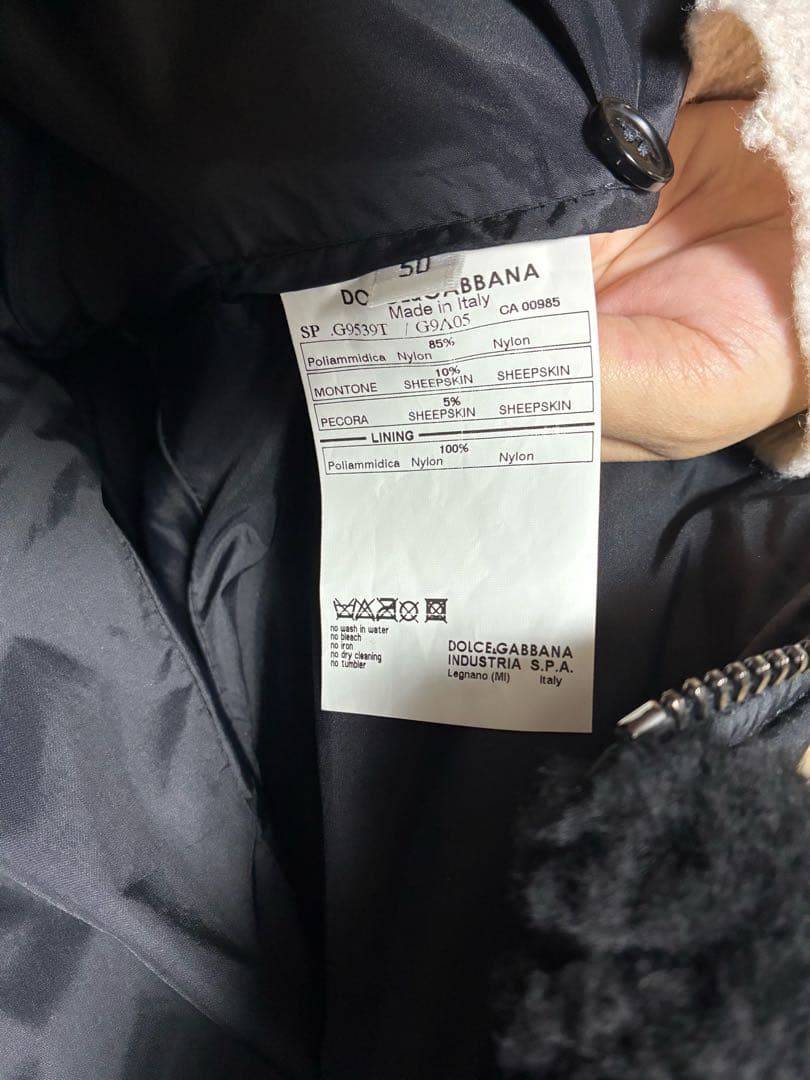 50
DO BBANA
Made in Italy
SP .G9539T / G9A05 CA 00985
85%
Poliammidica Nylon Nylon
10%
MONTONE SHEEPSKIN SHEEPSKIN
5%
PECORA SHEEPSKIN SHEEPSKIN
LINING
100%
Poliammidica Nylon Nylon
no wash in water
no bleach
no iron
no dry cleaning
no tumbler
DOLCE&GABBANA
INDUSTRIA S.P.A.
Legnano (MI) Italy